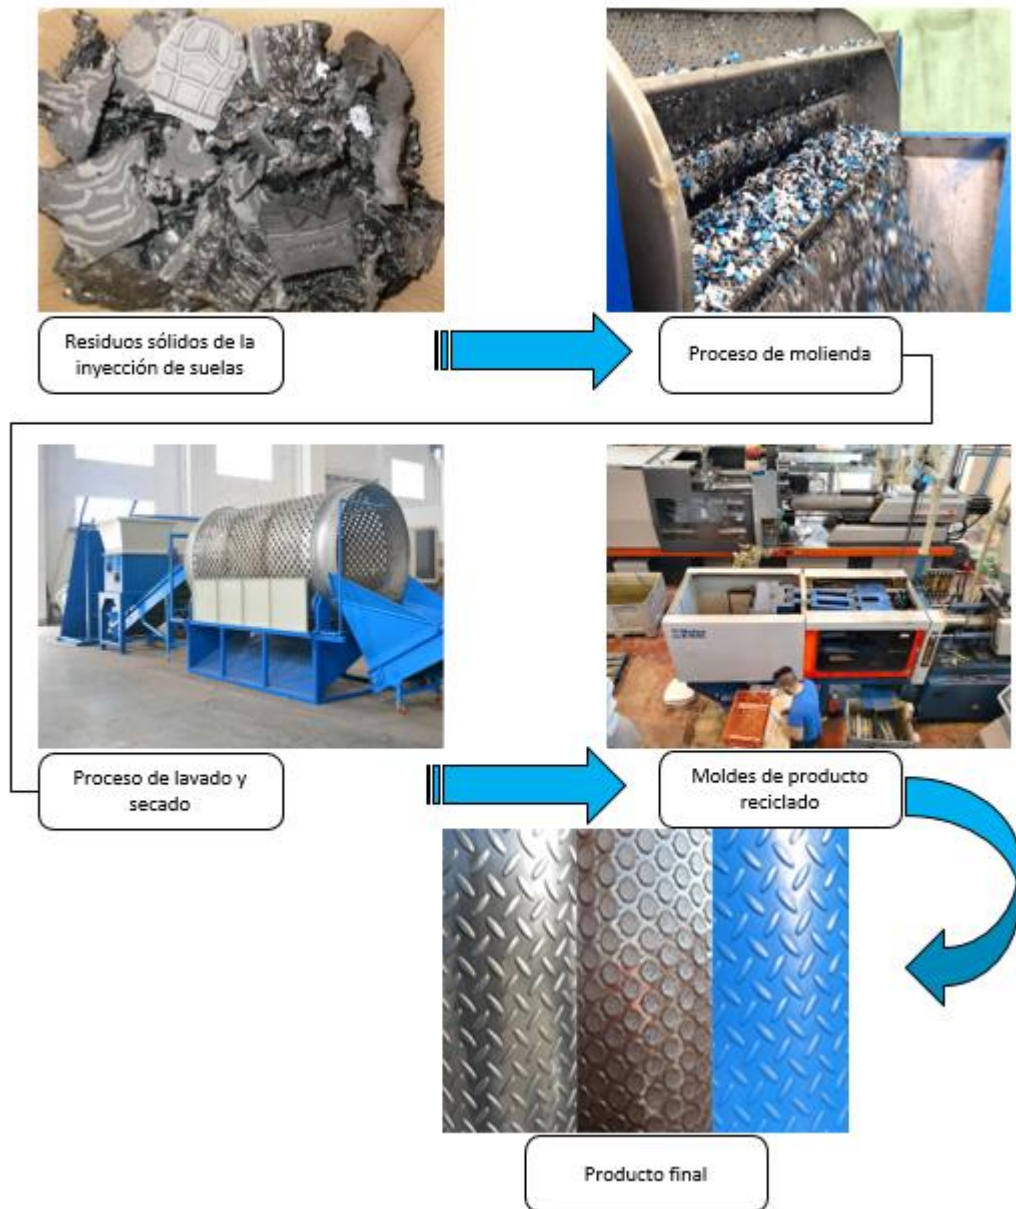 Residuos sólidos de la
inyección de suelas
Proceso de molienda
Proceso de lavado y
secado
Moldes de producto
reciclado
Producto final